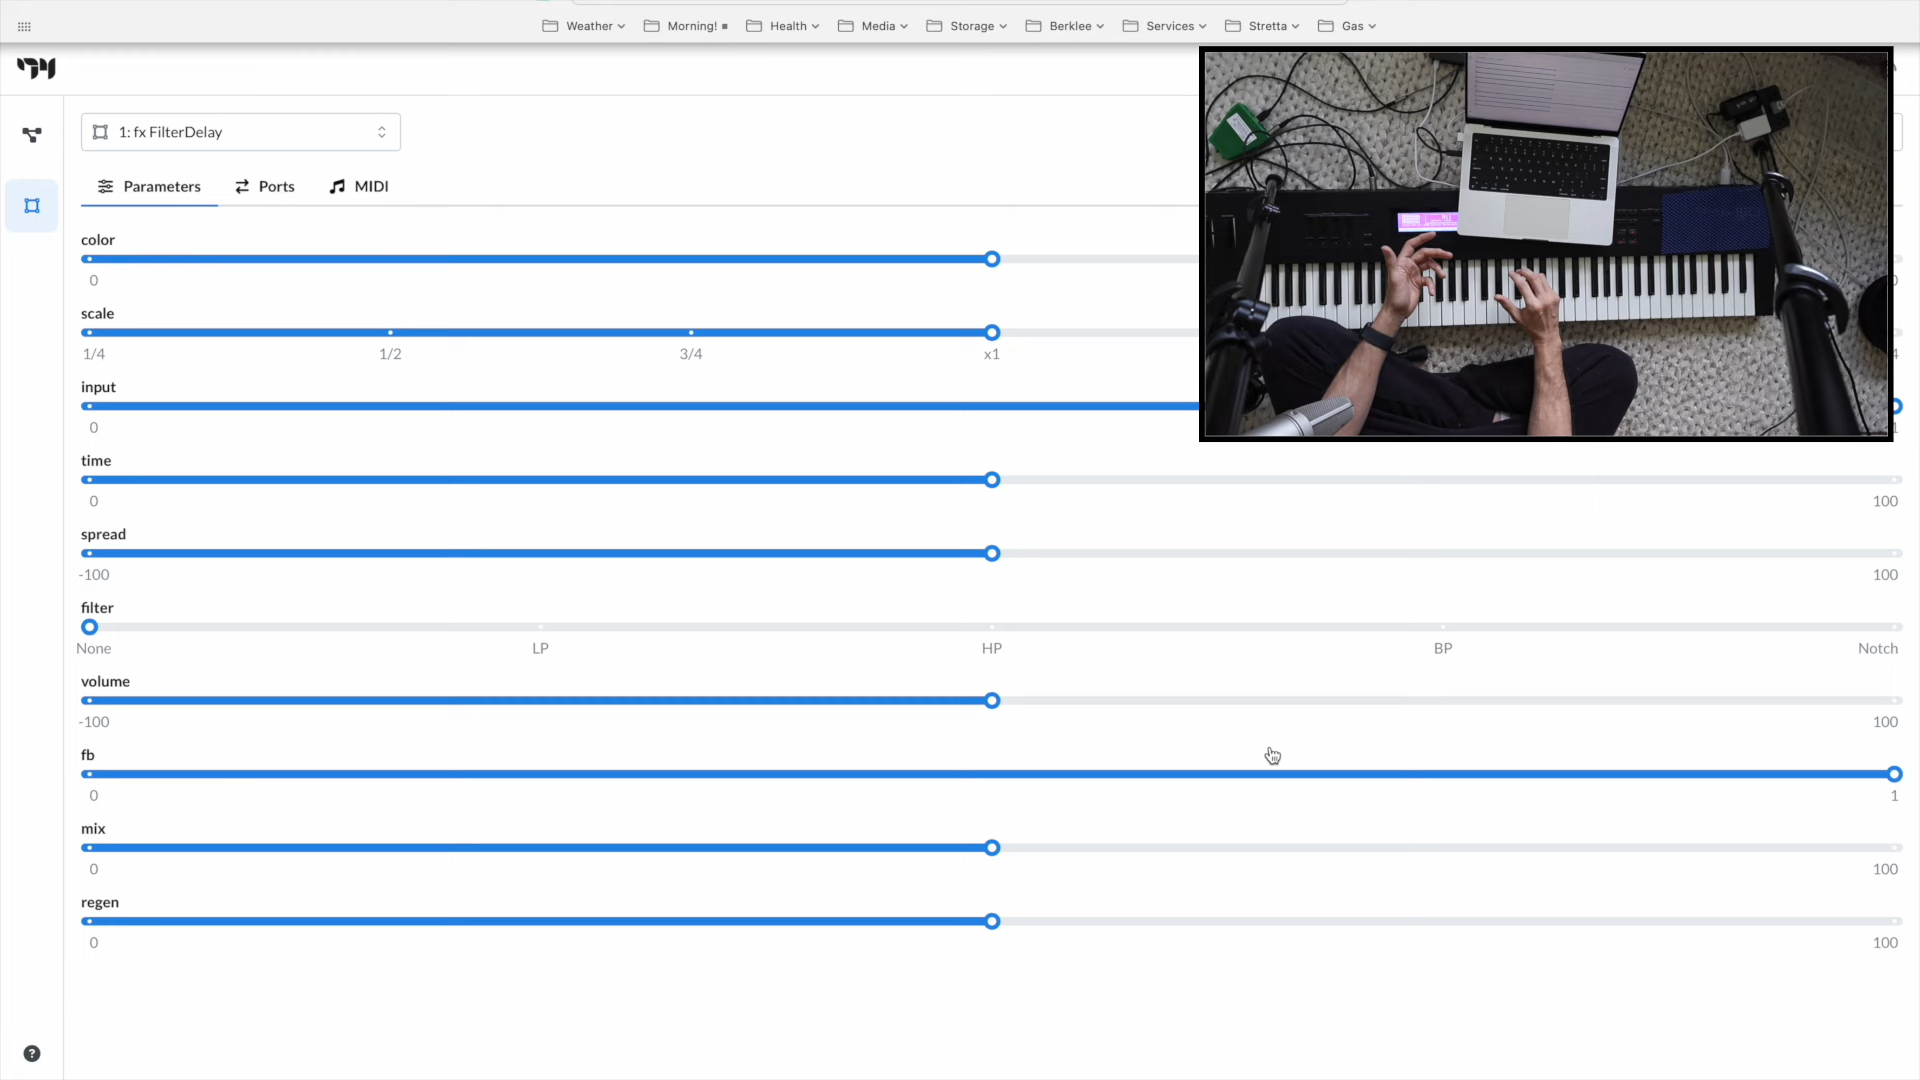 Weather Morning! Health Media Storage Berklee Services Stretta Gas
1: fx FilterDelay
Parameters Ports MIDI
color
0
scale
1/4 1/2 3/4 x1 4
input
0 1
time
0 100
spread
-100 100
filter
None LP HP BP Notch
volume
-100 100
fb
0 1
mix
0 100
regen
0 100
?